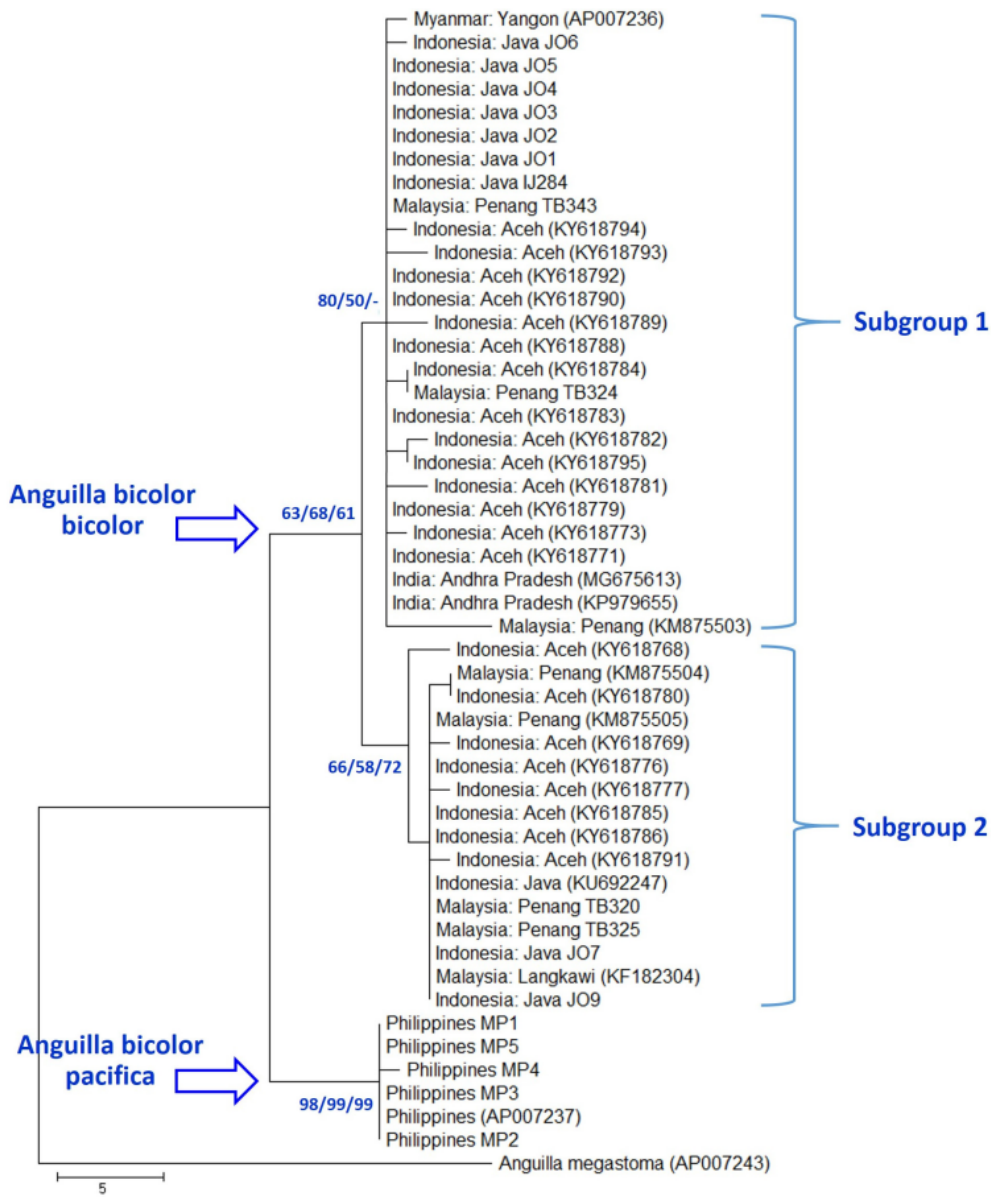 Myanmar: Yangon (AP007236)
Indonesia: Java JO6
Indonesia: Java JO5
Indonesia: Java JO4
Indonesia: Java JO3
Indonesia: Java JO2
Indonesia: Java JO1
Indonesia: Java IJ284
Malaysia: Penang TB343
Indonesia: Aceh (KY618794)
Indonesia: Aceh (KY618793)
Indonesia: Aceh (KY618792)
Indonesia: Aceh (KY618790)
Indonesia: Aceh (KY618789)
Indonesia: Aceh (KY618788)
Indonesia: Aceh (KY618784)
Malaysia: Penang TB324
Indonesia: Aceh (KY618783)
Indonesia: Aceh (KY618782)
Indonesia: Aceh (KY618795)
Indonesia: Aceh (KY618781)
Indonesia: Aceh (KY618779)
Indonesia: Aceh (KY618773)
Indonesia: Aceh (KY618771)
India: Andhra Pradesh (MG675613)
India: Andhra Pradesh (KP979655)
Malaysia: Penang (KM875503)
80/50/-
Subgroup 1
Anguilla bicolor
bicolor
63/68/61
Indonesia: Aceh (KY618768)
Malaysia: Penang (KM875504)
Indonesia: Aceh (KY618780)
Malaysia: Penang (KM875505)
Indonesia: Aceh (KY618769)
Indonesia: Aceh (KY618776)
Indonesia: Aceh (KY618777)
Indonesia: Aceh (KY618785)
Indonesia: Aceh (KY618786)
Indonesia: Aceh (KY618791)
Indonesia: Java (KU692247)
Malaysia: Penang TB320
Malaysia: Penang TB325
Indonesia: Java JO7
Malaysia: Langkawi (KF182304)
Indonesia: Java JO9
66/58/72
Subgroup 2
Anguilla bicolor
pacifica
98/99/99
Philippines MP1
Philippines MP5
Philippines MP4
Philippines MP3
Philippines (AP007237)
Philippines MP2
Anguilla megastoma (AP007243)
5